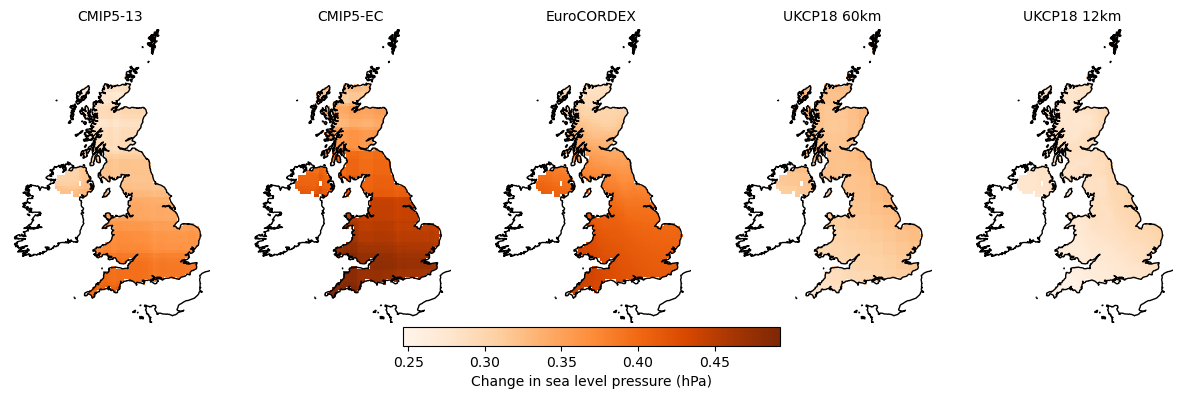 CMIP5-13 CMIP5-EC EuroCORDEX UKCP18 60km UKCP18 12km
0.25 0.30 0.35 0.40 0.45
Change in sea level pressure (hPa)